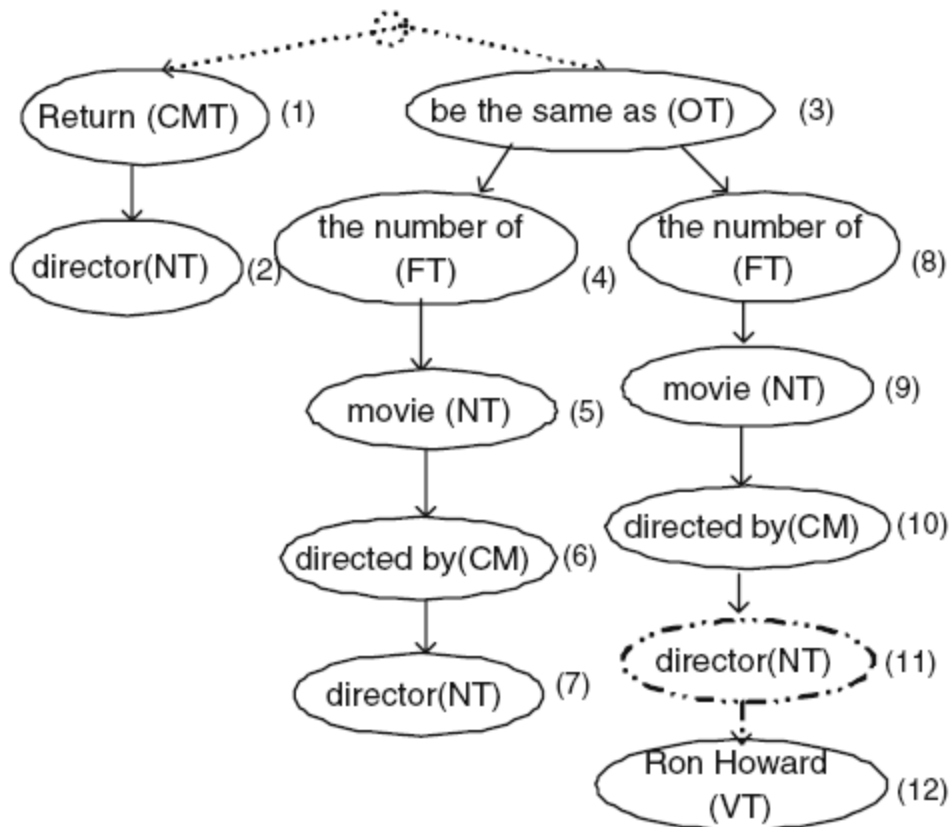 Return (CMT) (1)
be the same as (OT) (3)
director(NT) (2)
the number of
(FT) (4)
the number of
(FT) (8)
movie (NT) (5)
movie (NT) (9)
directed by(CM) (6)
directed by(CM) (10)
director(NT) (7)
director(NT) (11)
Ron Howard
(VT) (12)